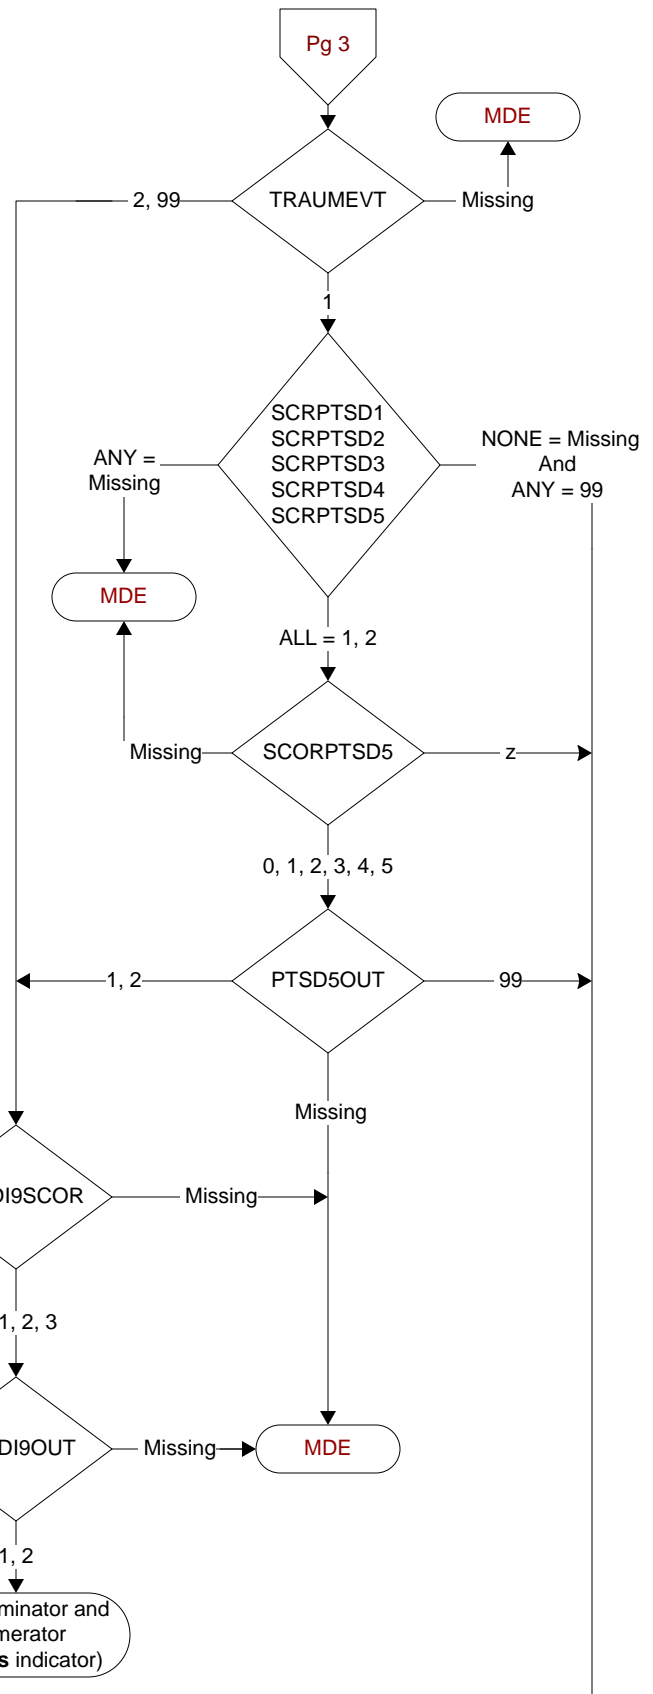 Pg 3
MDE
2, 99
TRAUMEVT
Missing
1
SCRPTSD1
SCRPTSD2
SCRPTSD3
SCRPTSD4
SCRPTSD5
ANY =
Missing
NONE = Missing
And
ANY = 99
MDE
ALL = 1, 2
Missing
SCORPTSD5
z
0, 1, 2, 3, 4, 5
1, 2
PTSD5OUT
99
Missing
DI9SCOR
Missing
1, 2, 3
DI9OUT
Missing
MDE
1, 2
minator and
merator
s indicator)